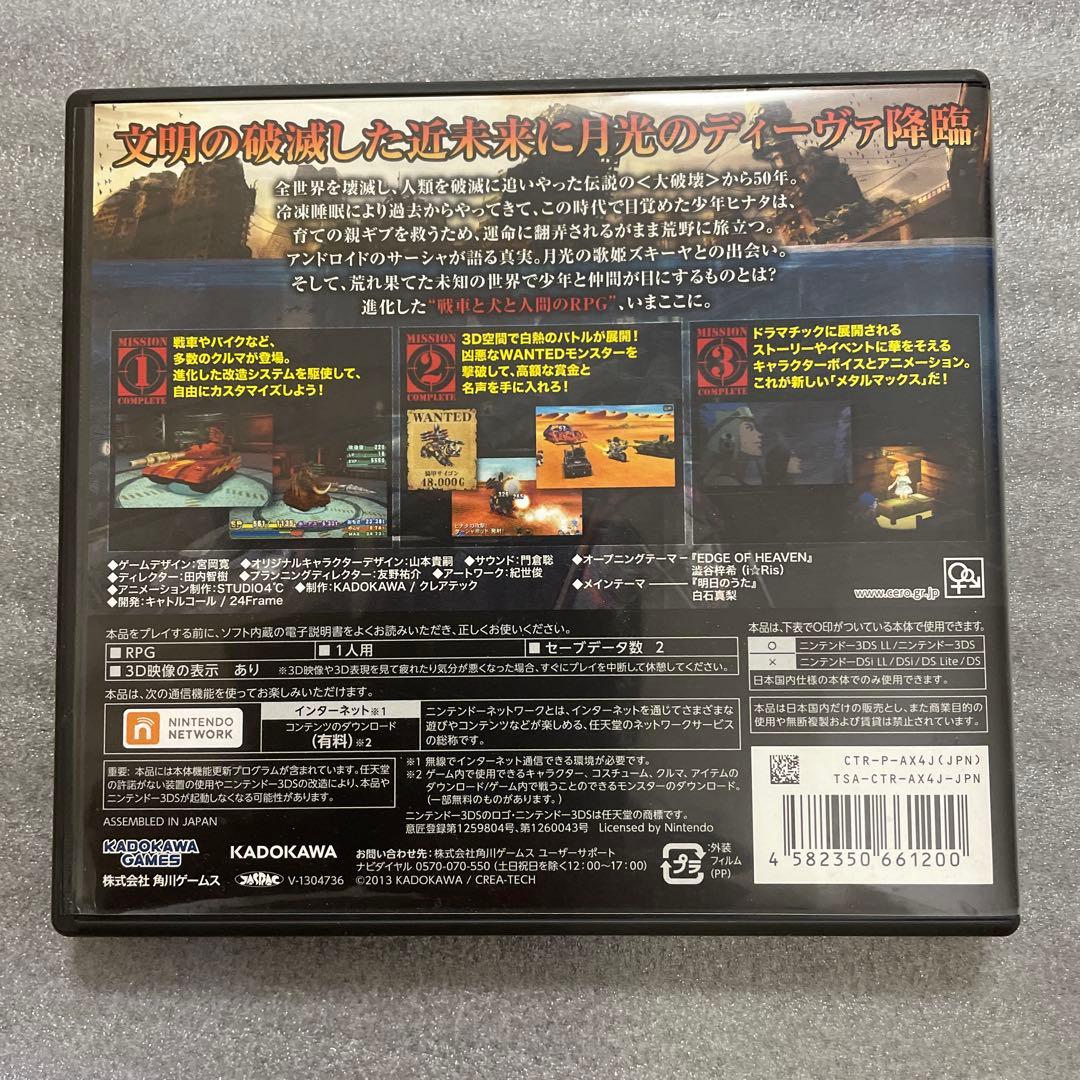 文明の破滅した近未来に月光のディーヴァ降臨
全世界を壊滅し、人類を破滅に追いやった伝説の<大破壊>から50年。
冷凍睡眠により過去からやってきて、この時代で目覚めた少年ヒナタは、
育ての親ギブを救うため、運命に翻弄されるがまま荒野に旅立つ。
アンドロイドのサーシャが語る真実。月光の歌姫ズキーヤとの出会い。
そして、荒れ果てた未知の世界で少年と仲間が目にするものとは?
進化した“戦車と犬と人間のRPG”、いまここに。
MISSION
1
COMPLETE
戦車やバイクなど、
多数のクルマが登場。
進化した改造システムを駆使して、
自由にカスタマイズしよう!
MISSION
2
COMPLETE
3D空間で白熱のバトルが展開!
凶悪なWANTEDモンスターを
撃破して、高額な賞金と
名声を手に入れろ!
WANTED
48,000G
MISSION
3
COMPLETE
ドラマチックに展開される
ストーリーやイベントに華をそえる
キャラクターボイスとアニメーション。
これが新しい「メタルマックス」だ!
◆ゲームデザイン:宮岡寛 ◆オリジナルキャラクターデザイン:山本貴嗣 ◆サウンド:門倉聡
◆ディレクター:田内智樹 ◆プランニングディレクター:友野祐介 ◆アートワーク:紀世俊
◆アニメーション制作:STUDIO4℃ ◆制作:KADOKAWA / クレアテック
◆開発:キャトルコール / 24Frame
◆オープニングテーマ ─『EDGE OF HEAVEN』
澁谷梓希 (i☆Ris)
◆メインテーマ ───『明日のうた』
白石真梨
www.cero.gr.jp
本品をプレイする前に、ソフト内蔵の電子説明書をよくお読みいただき、正しくお使いください。
■RPG ■1人用 ■セーブデータ数 2
■3D映像の表示 あり ※3D映像や3D表現を見て疲れたり気分が悪くなった場合、すぐにプレイを中断して休憩してください。
本品は、下表で○印がついている本体で使用できます。
○ ニンテンドー3DS LL/ニンテンドー3DS
× ニンテンドーDSi LL/DSi/DS Lite/DS
日本国内仕様の本体でのみ使用できます。
本品は、次の通信機能を使ってお楽しみいただけます。
NINTENDO
NETWORK
インターネット※1
コンテンツのダウンロード
(有料)※2
ニンテンドーネットワークとは、インターネットを通じてさまざまな
遊びやコンテンツなどが楽しめる、任天堂のネットワークサービス
の総称です。
本品は日本国内だけの販売とし、また商業目的の
使用や無断複製および賃貸は禁止されています。
重要: 本品には本体機能更新プログラムが含まれています。任天堂
の許諾がない装置の使用やニンテンドー3DSの改造により、本品や
ニンテンドー3DSが起動しなくなる可能性があります。
※1 無線でインターネット通信できる環境が必要です。
※2 ゲーム内で使用できるキャラクター、コスチューム、クルマ、アイテムの
ダウンロード/ゲーム内で戦うことのできるモンスターのダウンロード。
(一部無料のものがあります。)
ニンテンドー3DSのロゴ・ニンテンドー3DSは任天堂の商標です。
意匠登録第1259804号、第1260043号 Licensed by Nintendo
ASSEMBLED IN JAPAN
KADOKAWA
GAMES
株式会社 角川ゲームス
KADOKAWA
JASRAC V-1304736
お問い合わせ先: 株式会社角川ゲームス ユーザーサポート
ナビダイヤル 0570-070-550 (土日祝日を除く12:00〜17:00)
©2013 KADOKAWA / CREA-TECH
プラ
:外装
フィルム
(PP)
CTR-P-AX4J(JPN)
TSA-CTR-AX4J-JPN
4 582350 661200